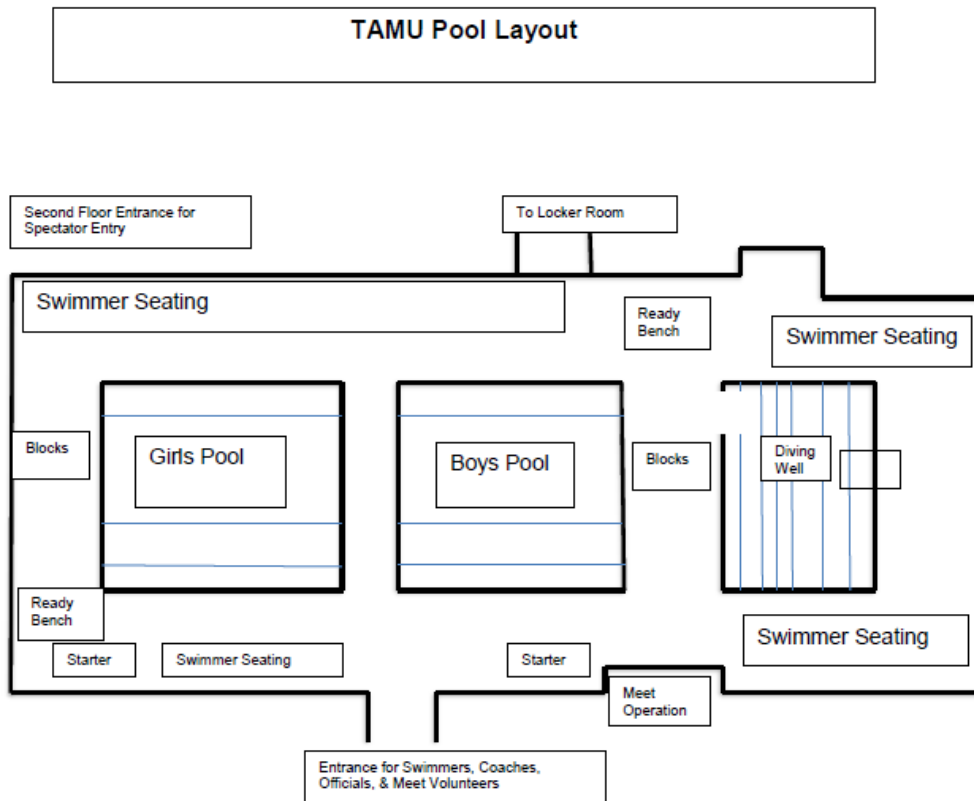 TAMU Pool Layout
Second Floor Entrance for
Spectator Entry
To Locker Room
Swimmer Seating
Ready
Bench
Swimmer Seating
Blocks
Girls Pool
Boys Pool
Blocks
Diving
Well
Ready
Bench
Starter
Swimmer Seating
Starter
Swimmer Seating
Meet
Operation
Entrance for Swimmers, Coaches,
Officials, & Meet Volunteers